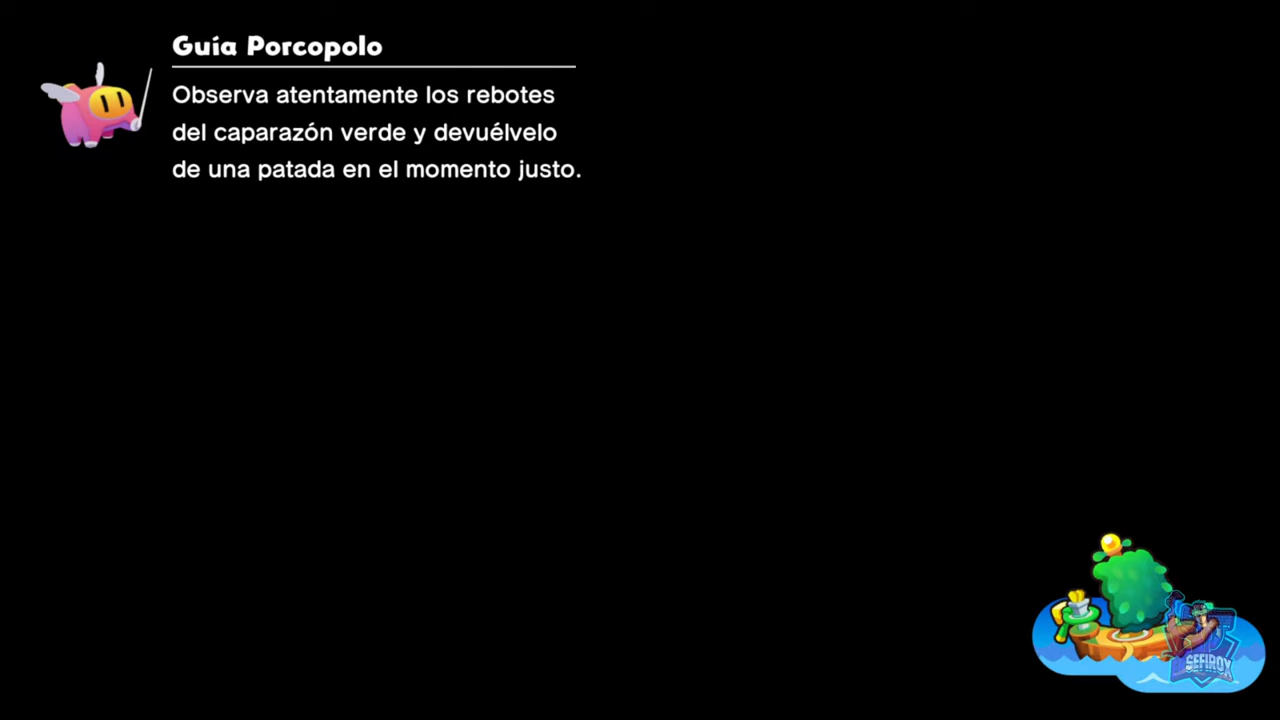 Guía Porcopolo
Observa atentamente los rebotes
del caparazón verde y devuélvelo
de una patada en el momento justo.
SEFIROX